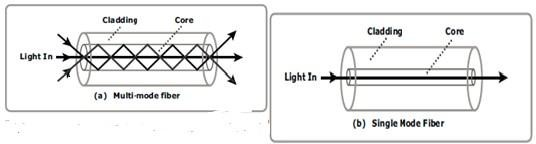 Cladding
Core
Light In
(a) Multi-mode fiber
Cladding
Core
Light In
(b) Single Mode Fiber